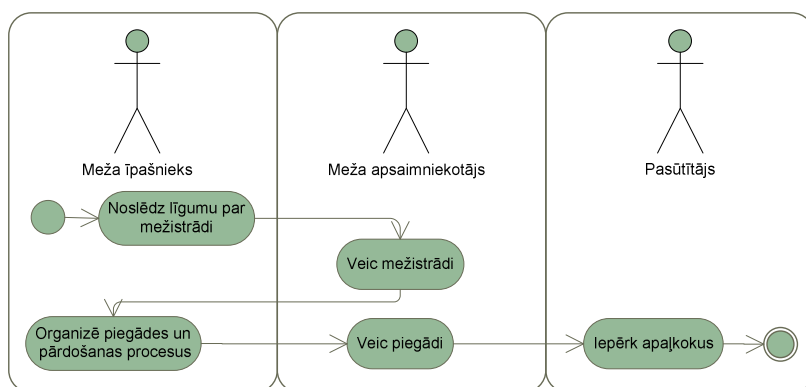 Meža īpašnieks
Meža apsaimniekotājs
Pasūtītājs
Noslēdz līgumu par
mežistrādi
Veic mežistrādi
Organizē piegādes un
pārdošanas procesus
Veic piegādi
Iepērk apaļkokus